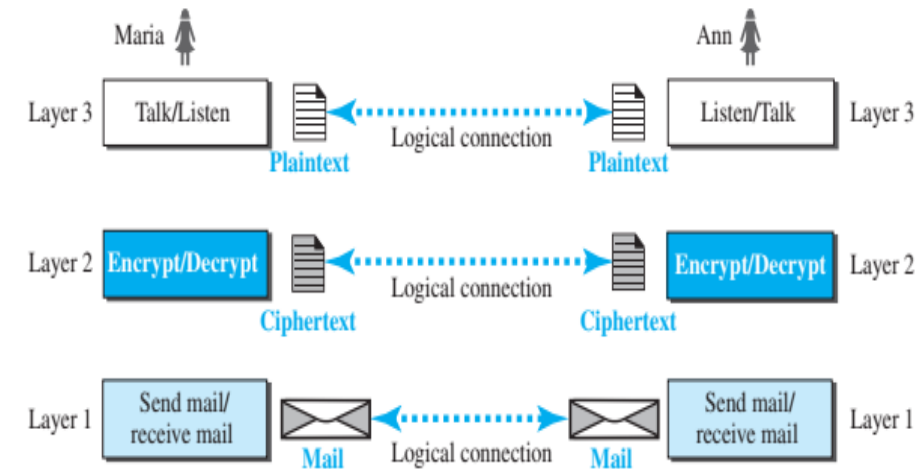 Maria
Ann
Layer 3
Talk/Listen
Logical connection
Listen/Talk
Layer 3
Plaintext
Plaintext
Layer 2
Encrypt/Decrypt
Logical connection
Encrypt/Decrypt
Layer 2
Ciphertext
Ciphertext
Layer 1
Send mail/
receive mail
Logical connection
Send mail/
receive mail
Layer 1
Mail
Mail